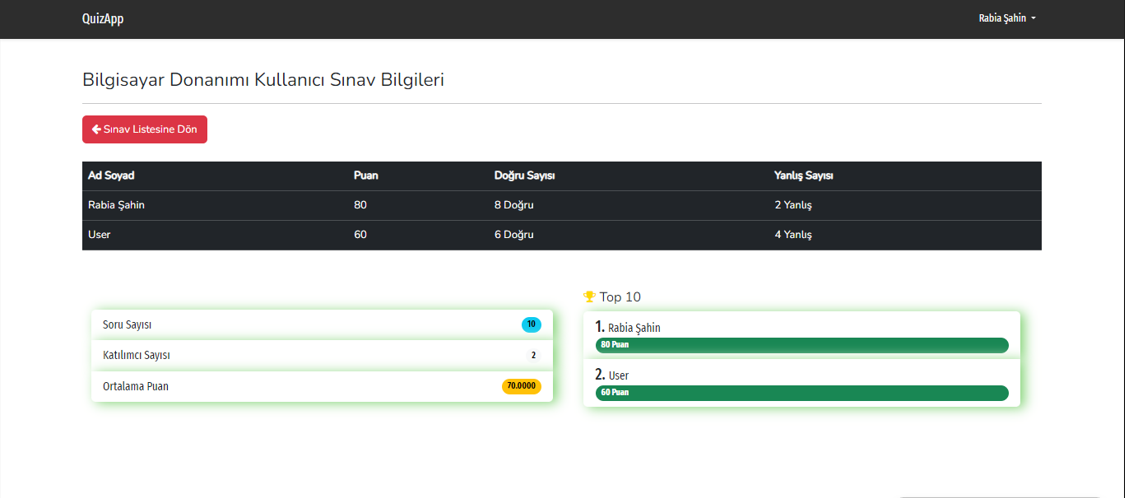 QuizApp
Rabia Şahin
Bilgisayar Donanımı Kullanıcı Sınav Bilgileri
Sınav Listesine Dön
Ad Soyad Puan Doğru Sayısı Yanlış Sayısı
Rabia Şahin 80 8 Doğru 2 Yanlış
User 60 6 Doğru 4 Yanlış
Soru Sayısı 10
Katılımcı Sayısı 2
Ortalama Puan 70.0000
Top 10
1. Rabia Şahin
80 Puan
2. User
60 Puan